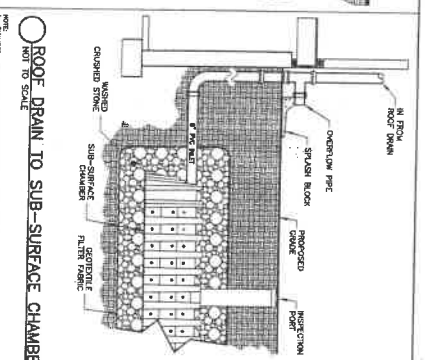 IN FROM
ROOF DRAIN
OVERFLOW PIPE
SPLASH BLOCK
PROPOSED
GRADE
INSPECTION
PORT
8" PVC INLET
WASHED
CRUSHED STONE
SUB-SURFACE
CHAMBER
GEOTEXTILE
FILTER FABRIC
ROOF DRAIN TO SUB-SURFACE CHAMBE
NOT TO SCALE
NOTE: